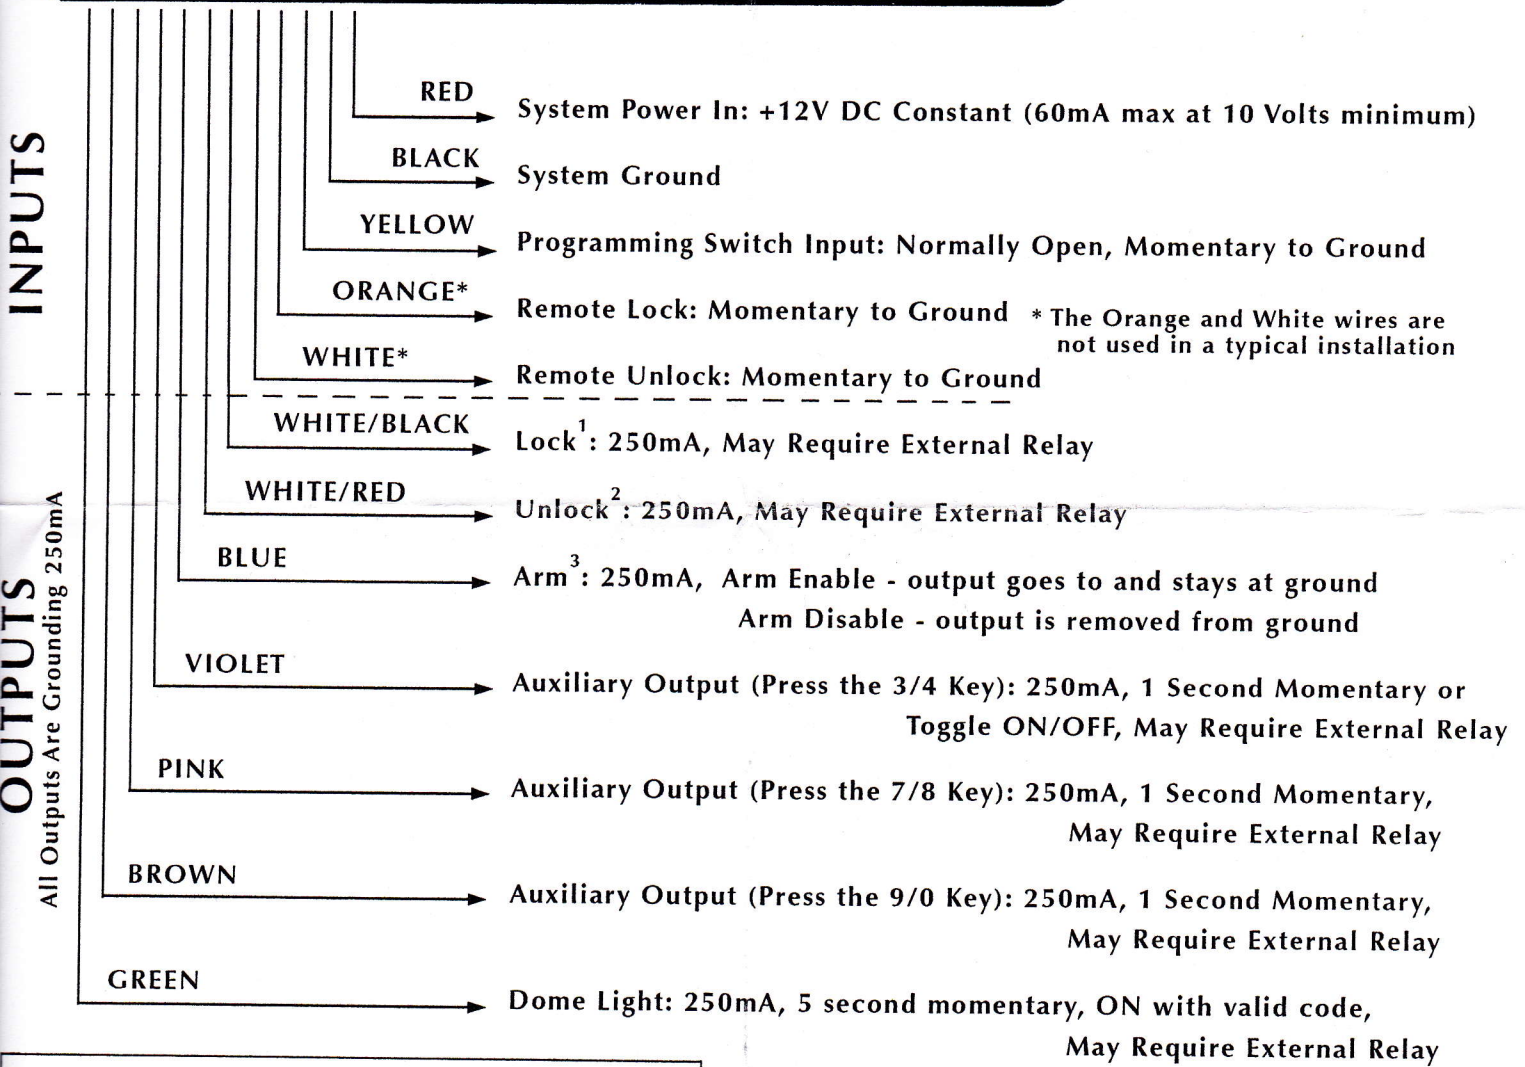 INPUTS
RED
System Power In: +12V DC Constant (60mA max at 10 Volts minimum)
BLACK
System Ground
YELLOW
Programming Switch Input: Normally Open, Momentary to Ground
ORANGE*
Remote Lock: Momentary to Ground
* The Orange and White wires are
not used in a typical installation
WHITE*
Remote Unlock: Momentary to Ground
OUTPUTS
All Outputs Are Grounding 250mA
WHITE/BLACK
Lock¹: 250mA, May Require External Relay
WHITE/RED
Unlock²: 250mA, May Require External Relay
BLUE
Arm³: 250mA, Arm Enable - output goes to and stays at ground
Arm Disable - output is removed from ground
VIOLET
Auxiliary Output (Press the 3/4 Key): 250mA, 1 Second Momentary or
Toggle ON/OFF, May Require External Relay
PINK
Auxiliary Output (Press the 7/8 Key): 250mA, 1 Second Momentary,
May Require External Relay
BROWN
Auxiliary Output (Press the 9/0 Key): 250mA, 1 Second Momentary,
May Require External Relay
GREEN
Dome Light: 250mA, 5 second momentary, ON with valid code,
May Require External Relay